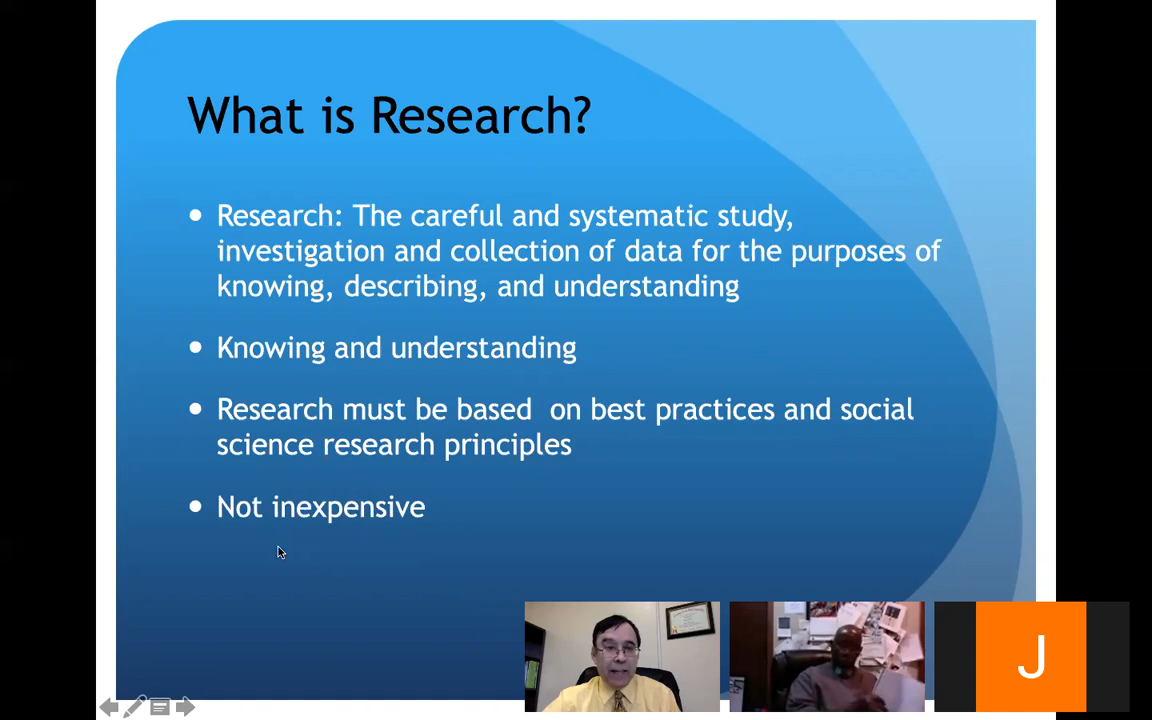 What is Research?
• Research: The careful and systematic study,
investigation and collection of data for the purposes of
knowing, describing, and understanding
• Knowing and understanding
• Research must be based  on best practices and social
science research principles
• Not inexpensive
J